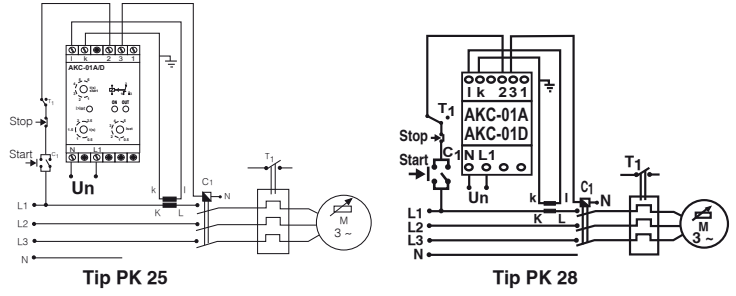 l k 2 3 1
AKC-01A/D
ON OUT
T1
Stop
Start
C1
N L1
Un
k l
K L
C1
N
T1
L1
L2
L3
N
M
3 ~
Tip PK 25
l k 2 3 1
AKC-01A
AKC-01D
T1
Stop
Start
C1
N L1
Un
k l
K L
C1
N
T1
L1
L2
L3
N
M
3 ~
Tip PK 28